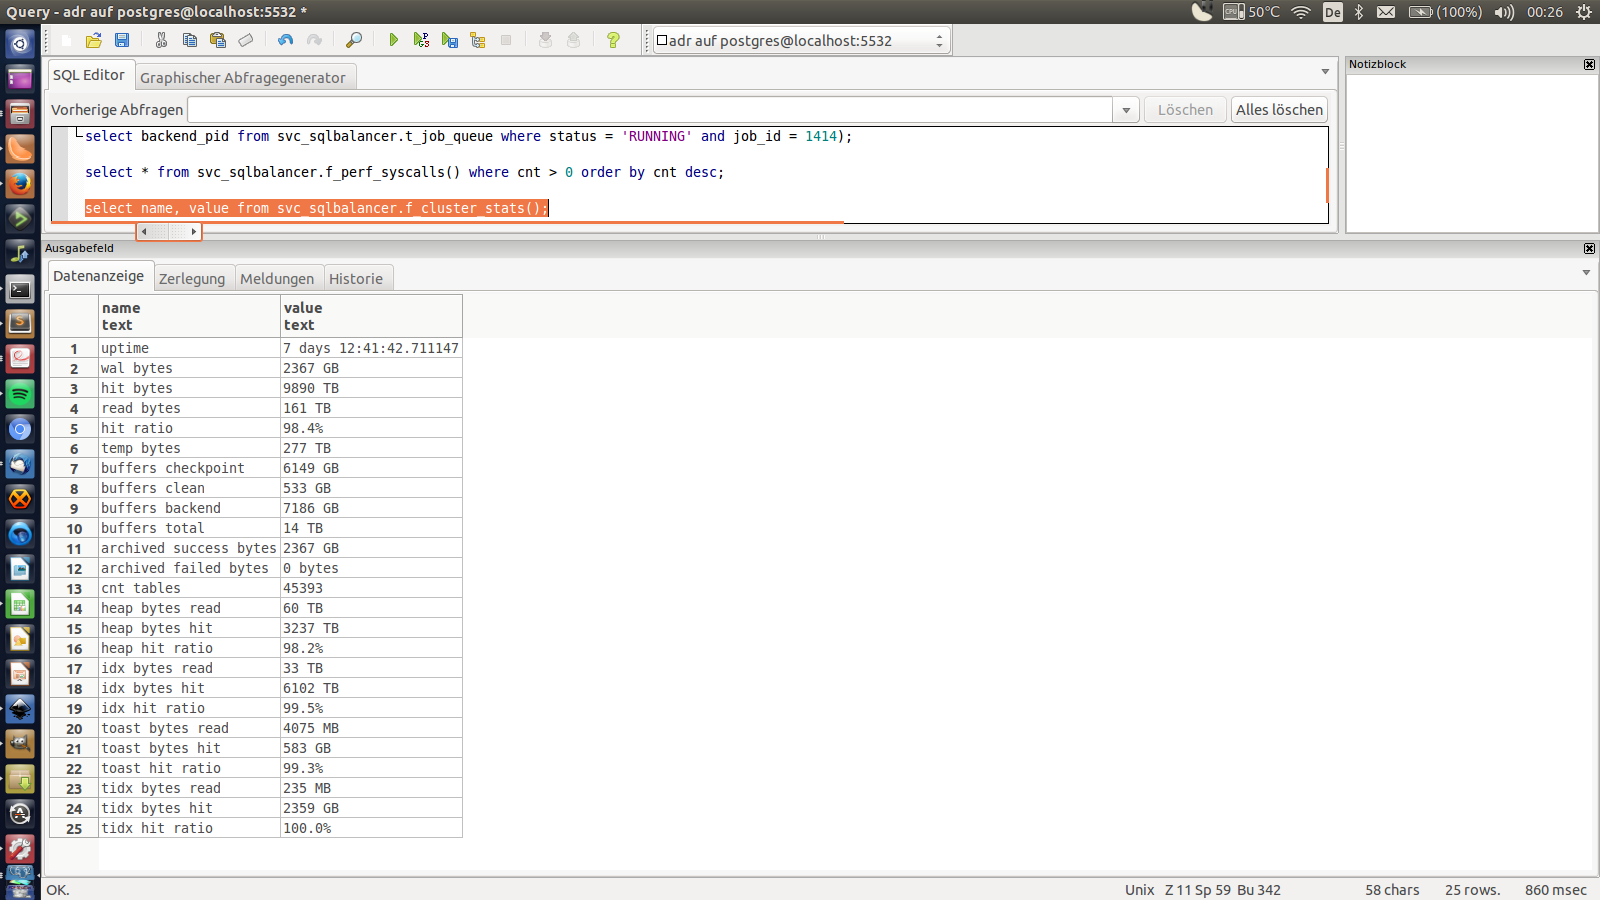 Query - adr auf postgres@localhost:5532 *
50°C
De
(100%)
00:26
adr auf postgres@localhost:5532
SQL Editor
Graphischer Abfragegenerator
Notizblock
Vorherige Abfragen
Löschen
Alles löschen
select backend_pid from svc_sqlbalancer.t_job_queue where status = 'RUNNING' and job_id = 1414);
select * from svc_sqlbalancer.f_perf_syscalls() where cnt > 0 order by cnt desc;
select name, value from svc_sqlbalancer.f_cluster_stats();
Ausgabefeld
Datenanzeige
Zerlegung
Meldungen
Historie
name value
text text
1 uptime 7 days 12:41:42.711147
2 wal bytes 2367 GB
3 hit bytes 9890 TB
4 read bytes 161 TB
5 hit ratio 98.4%
6 temp bytes 277 TB
7 buffers checkpoint 6149 GB
8 buffers clean 533 GB
9 buffers backend 7186 GB
10 buffers total 14 TB
11 archived success bytes 2367 GB
12 archived failed bytes 0 bytes
13 cnt tables 45393
14 heap bytes read 60 TB
15 heap bytes hit 3237 TB
16 heap hit ratio 98.2%
17 idx bytes read 33 TB
18 idx bytes hit 6102 TB
19 idx hit ratio 99.5%
20 toast bytes read 4075 MB
21 toast bytes hit 583 GB
22 toast hit ratio 99.3%
23 tidx bytes read 235 MB
24 tidx bytes hit 2359 GB
25 tidx hit ratio 100.0%
OK.
Unix
Z 11 Sp 59 Bu 342
58 chars
25 rows.
860 msec